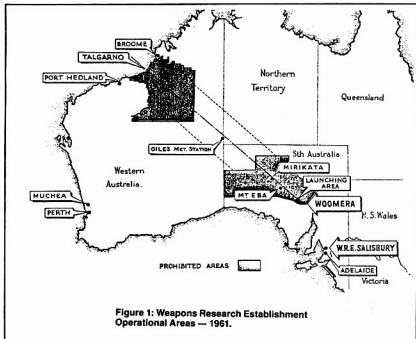 BROOME
TALGARNO
PORT HEDLAND
Northern
Territory
Queensland
GILES MET. STATION
Sth Australia
MIRIKATA
LAUNCHING
AREA
Western
Australia.
MT EBA
WOOMERA
MUCHEA
PERTH
N.S. Wales
W.R.E. SALISBURY
PROHIBITED AREAS
ADELAIDE
Victoria
Figure 1: Weapons Research Establishment
Operational Areas — 1961.